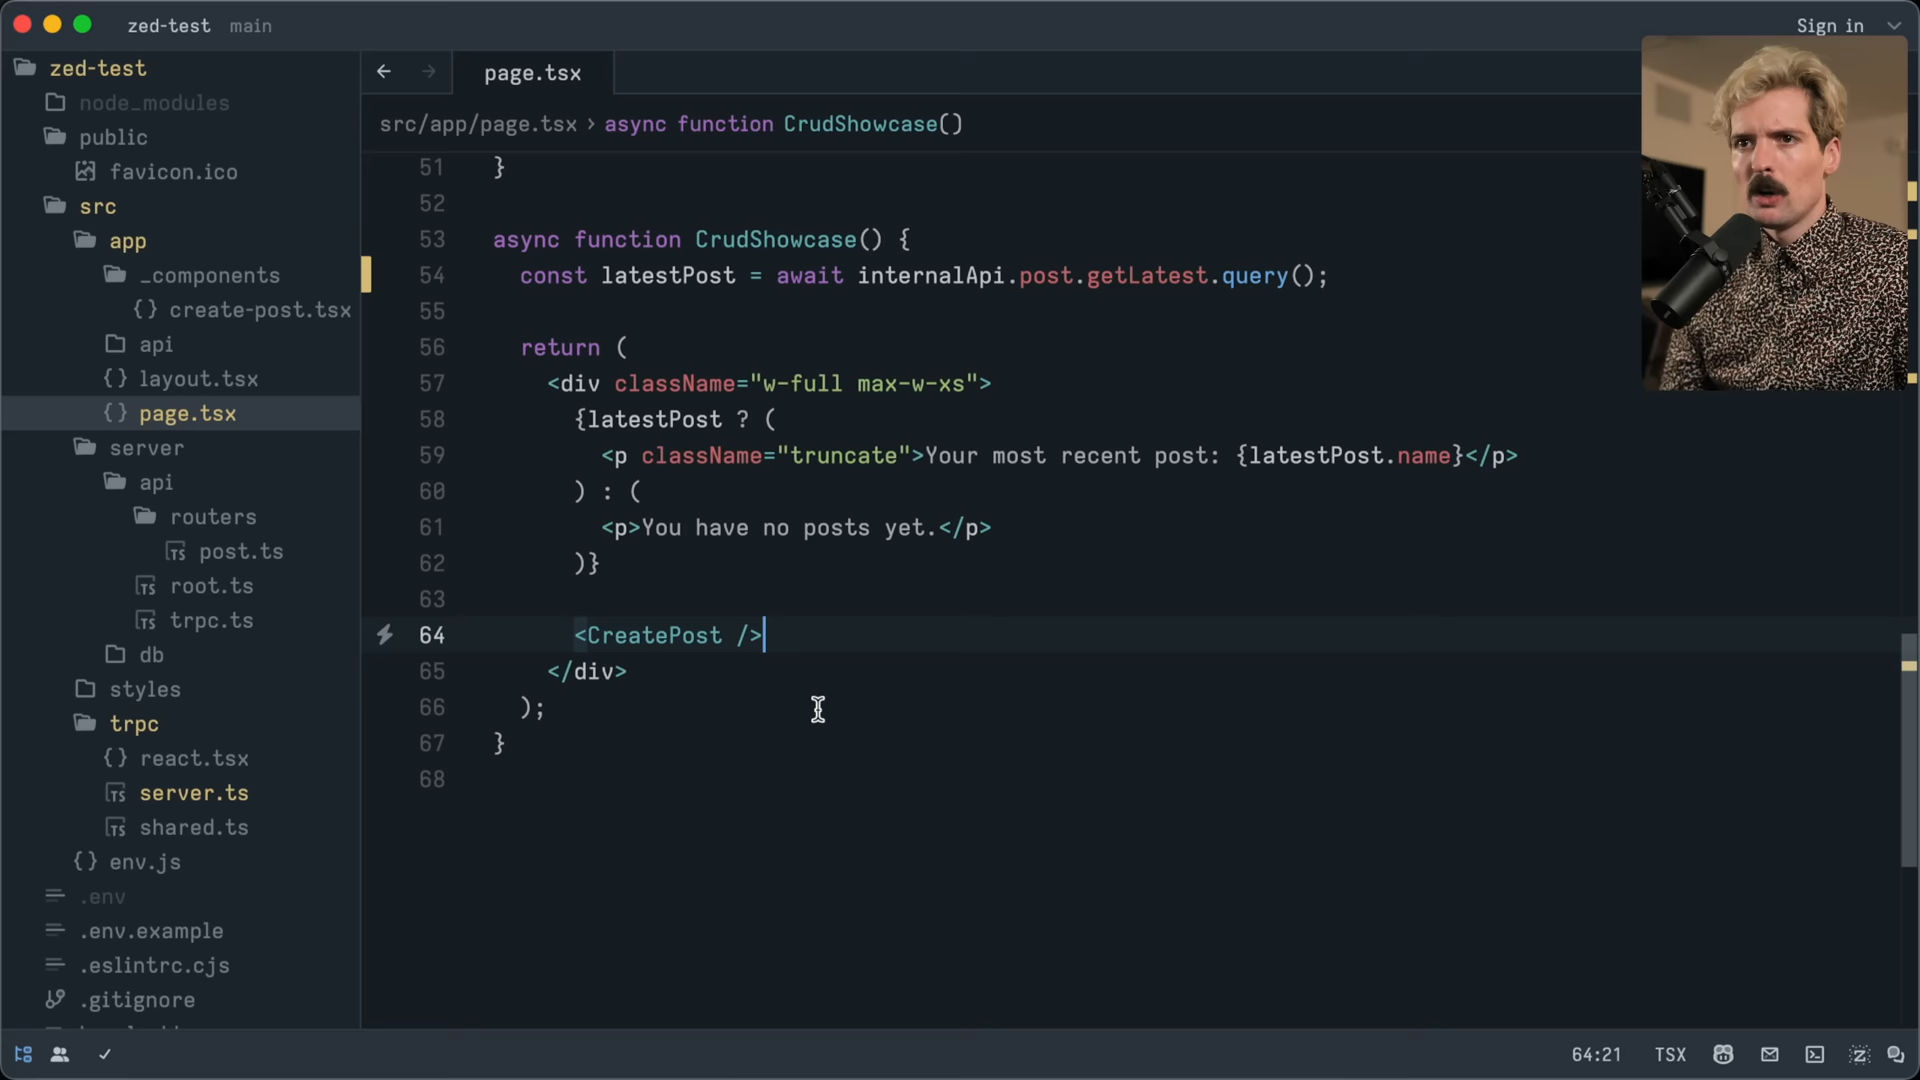 zed-test main
Sign in
zed-test
node_modules
public
favicon.ico
src
app
_components
{} create-post.tsx
api
{} layout.tsx
{} page.tsx
server
api
routers
TS post.ts
TS root.ts
TS trpc.ts
db
styles
trpc
{} react.tsx
TS server.ts
TS shared.ts
{} env.js
.env
.env.example
.eslintrc.cjs
.gitignore
← → page.tsx
src/app/page.tsx › async function CrudShowcase()
51 }
52
53 async function CrudShowcase() {
54 const latestPost = await internalApi.post.getLatest.query();
55
56 return (
57 <div className="w-full max-w-xs">
58 {latestPost ? (
59 <p className="truncate">Your most recent post: {latestPost.name}</p>
60 ) : (
61 <p>You have no posts yet.</p>
62 )}
63
64 <CreatePost />
65 </div>
66 );
67 }
68
64:21 TSX